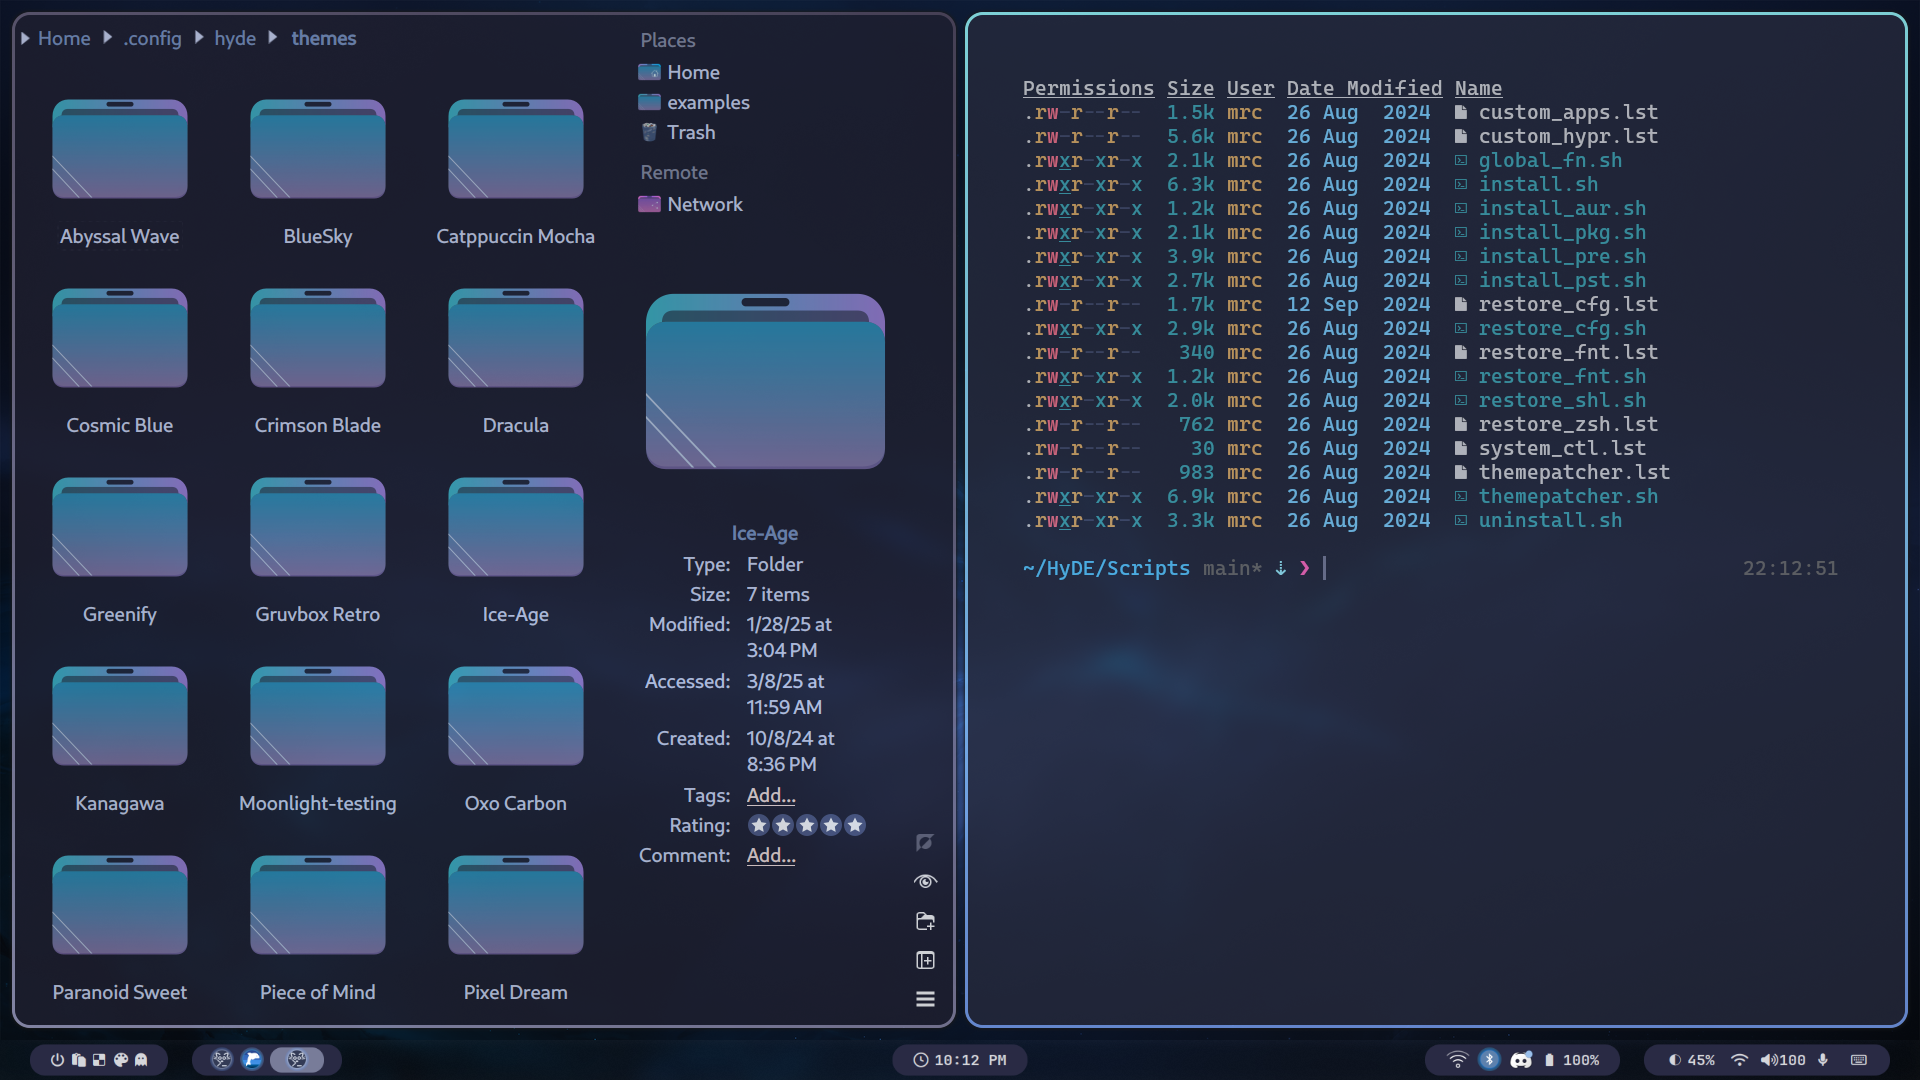 Home .config hyde themes
Abyssal Wave BlueSky Catppuccin Mocha
Cosmic Blue Crimson Blade Dracula
Greenify Gruvbox Retro Ice-Age
Kanagawa Moonlight-testing Oxo Carbon
Paranoid Sweet Piece of Mind Pixel Dream
Places
Home
examples
Trash
Remote
Network
Ice-Age
Type: Folder
Size: 7 items
Modified: 1/28/25 at
3:04 PM
Accessed: 3/8/25 at
11:59 AM
Created: 10/8/24 at
8:36 PM
Tags: Add...
Rating:
Comment: Add...
Permissions Size User Date Modified Name
.rw-r--r-- 1.5k mrc 26 Aug 2024 custom_apps.lst
.rw-r--r-- 5.6k mrc 26 Aug 2024 custom_hypr.lst
.rwxr-xr-x 2.1k mrc 26 Aug 2024 global_fn.sh
.rwxr-xr-x 6.3k mrc 26 Aug 2024 install.sh
.rwxr-xr-x 1.2k mrc 26 Aug 2024 install_aur.sh
.rwxr-xr-x 2.1k mrc 26 Aug 2024 install_pkg.sh
.rwxr-xr-x 3.9k mrc 26 Aug 2024 install_pre.sh
.rwxr-xr-x 2.7k mrc 26 Aug 2024 install_pst.sh
.rw-r--r-- 1.7k mrc 12 Sep 2024 restore_cfg.lst
.rwxr-xr-x 2.9k mrc 26 Aug 2024 restore_cfg.sh
.rw-r--r-- 340 mrc 26 Aug 2024 restore_fnt.lst
.rwxr-xr-x 1.2k mrc 26 Aug 2024 restore_fnt.sh
.rwxr-xr-x 2.0k mrc 26 Aug 2024 restore_shl.sh
.rw-r--r-- 762 mrc 26 Aug 2024 restore_zsh.lst
.rw-r--r-- 30 mrc 26 Aug 2024 system_ctl.lst
.rw-r--r-- 983 mrc 26 Aug 2024 themepatcher.lst
.rwxr-xr-x 6.9k mrc 26 Aug 2024 themepatcher.sh
.rwxr-xr-x 3.3k mrc 26 Aug 2024 uninstall.sh
~/HyDE/Scripts main* ⇣ ❯ 22:12:51
10:12 PM 100% 45% 100